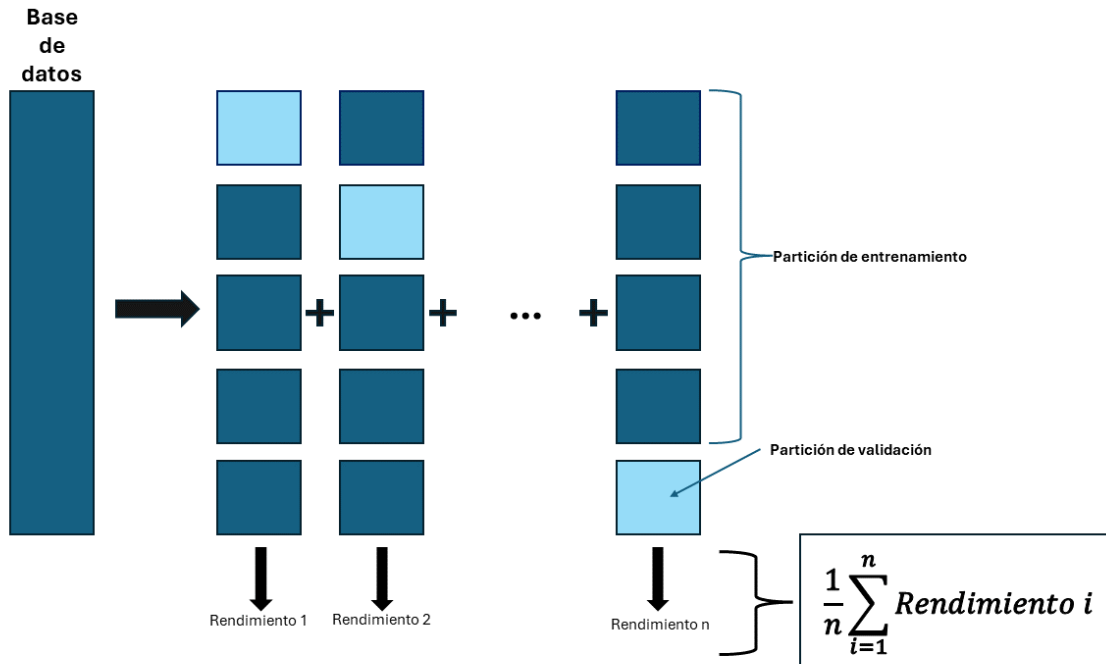 Base
de
datos
Partición de entrenamiento
+
+
...
+
Partición de validación
Rendimiento 1
Rendimiento 2
Rendimiento n
1/n ∑_{i=1}^{n} Rendimiento i